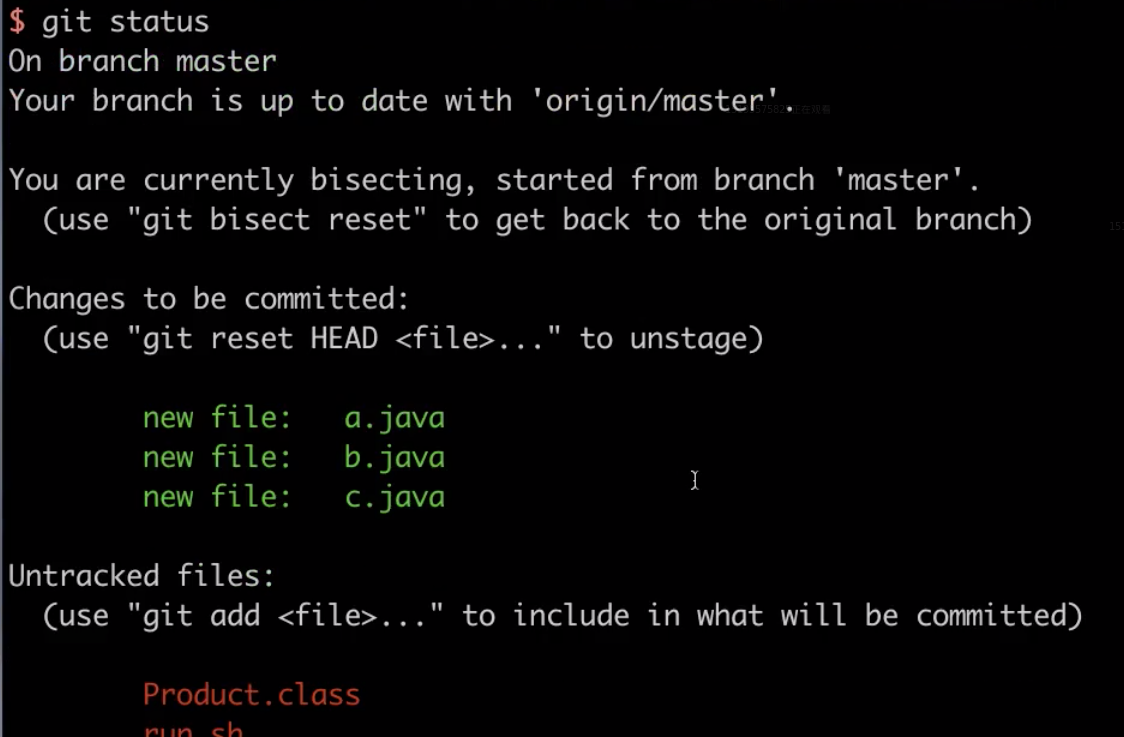 $ git status
On branch master
Your branch is up to date with 'origin/master'.
You are currently bisecting, started from branch 'master'.
(use "git bisect reset" to get back to the original branch)
Changes to be committed:
(use "git reset HEAD <file>..." to unstage)
new file:   a.java
new file:   b.java
new file:   c.java
Untracked files:
(use "git add <file>..." to include in what will be committed)
Product.class
run.sh